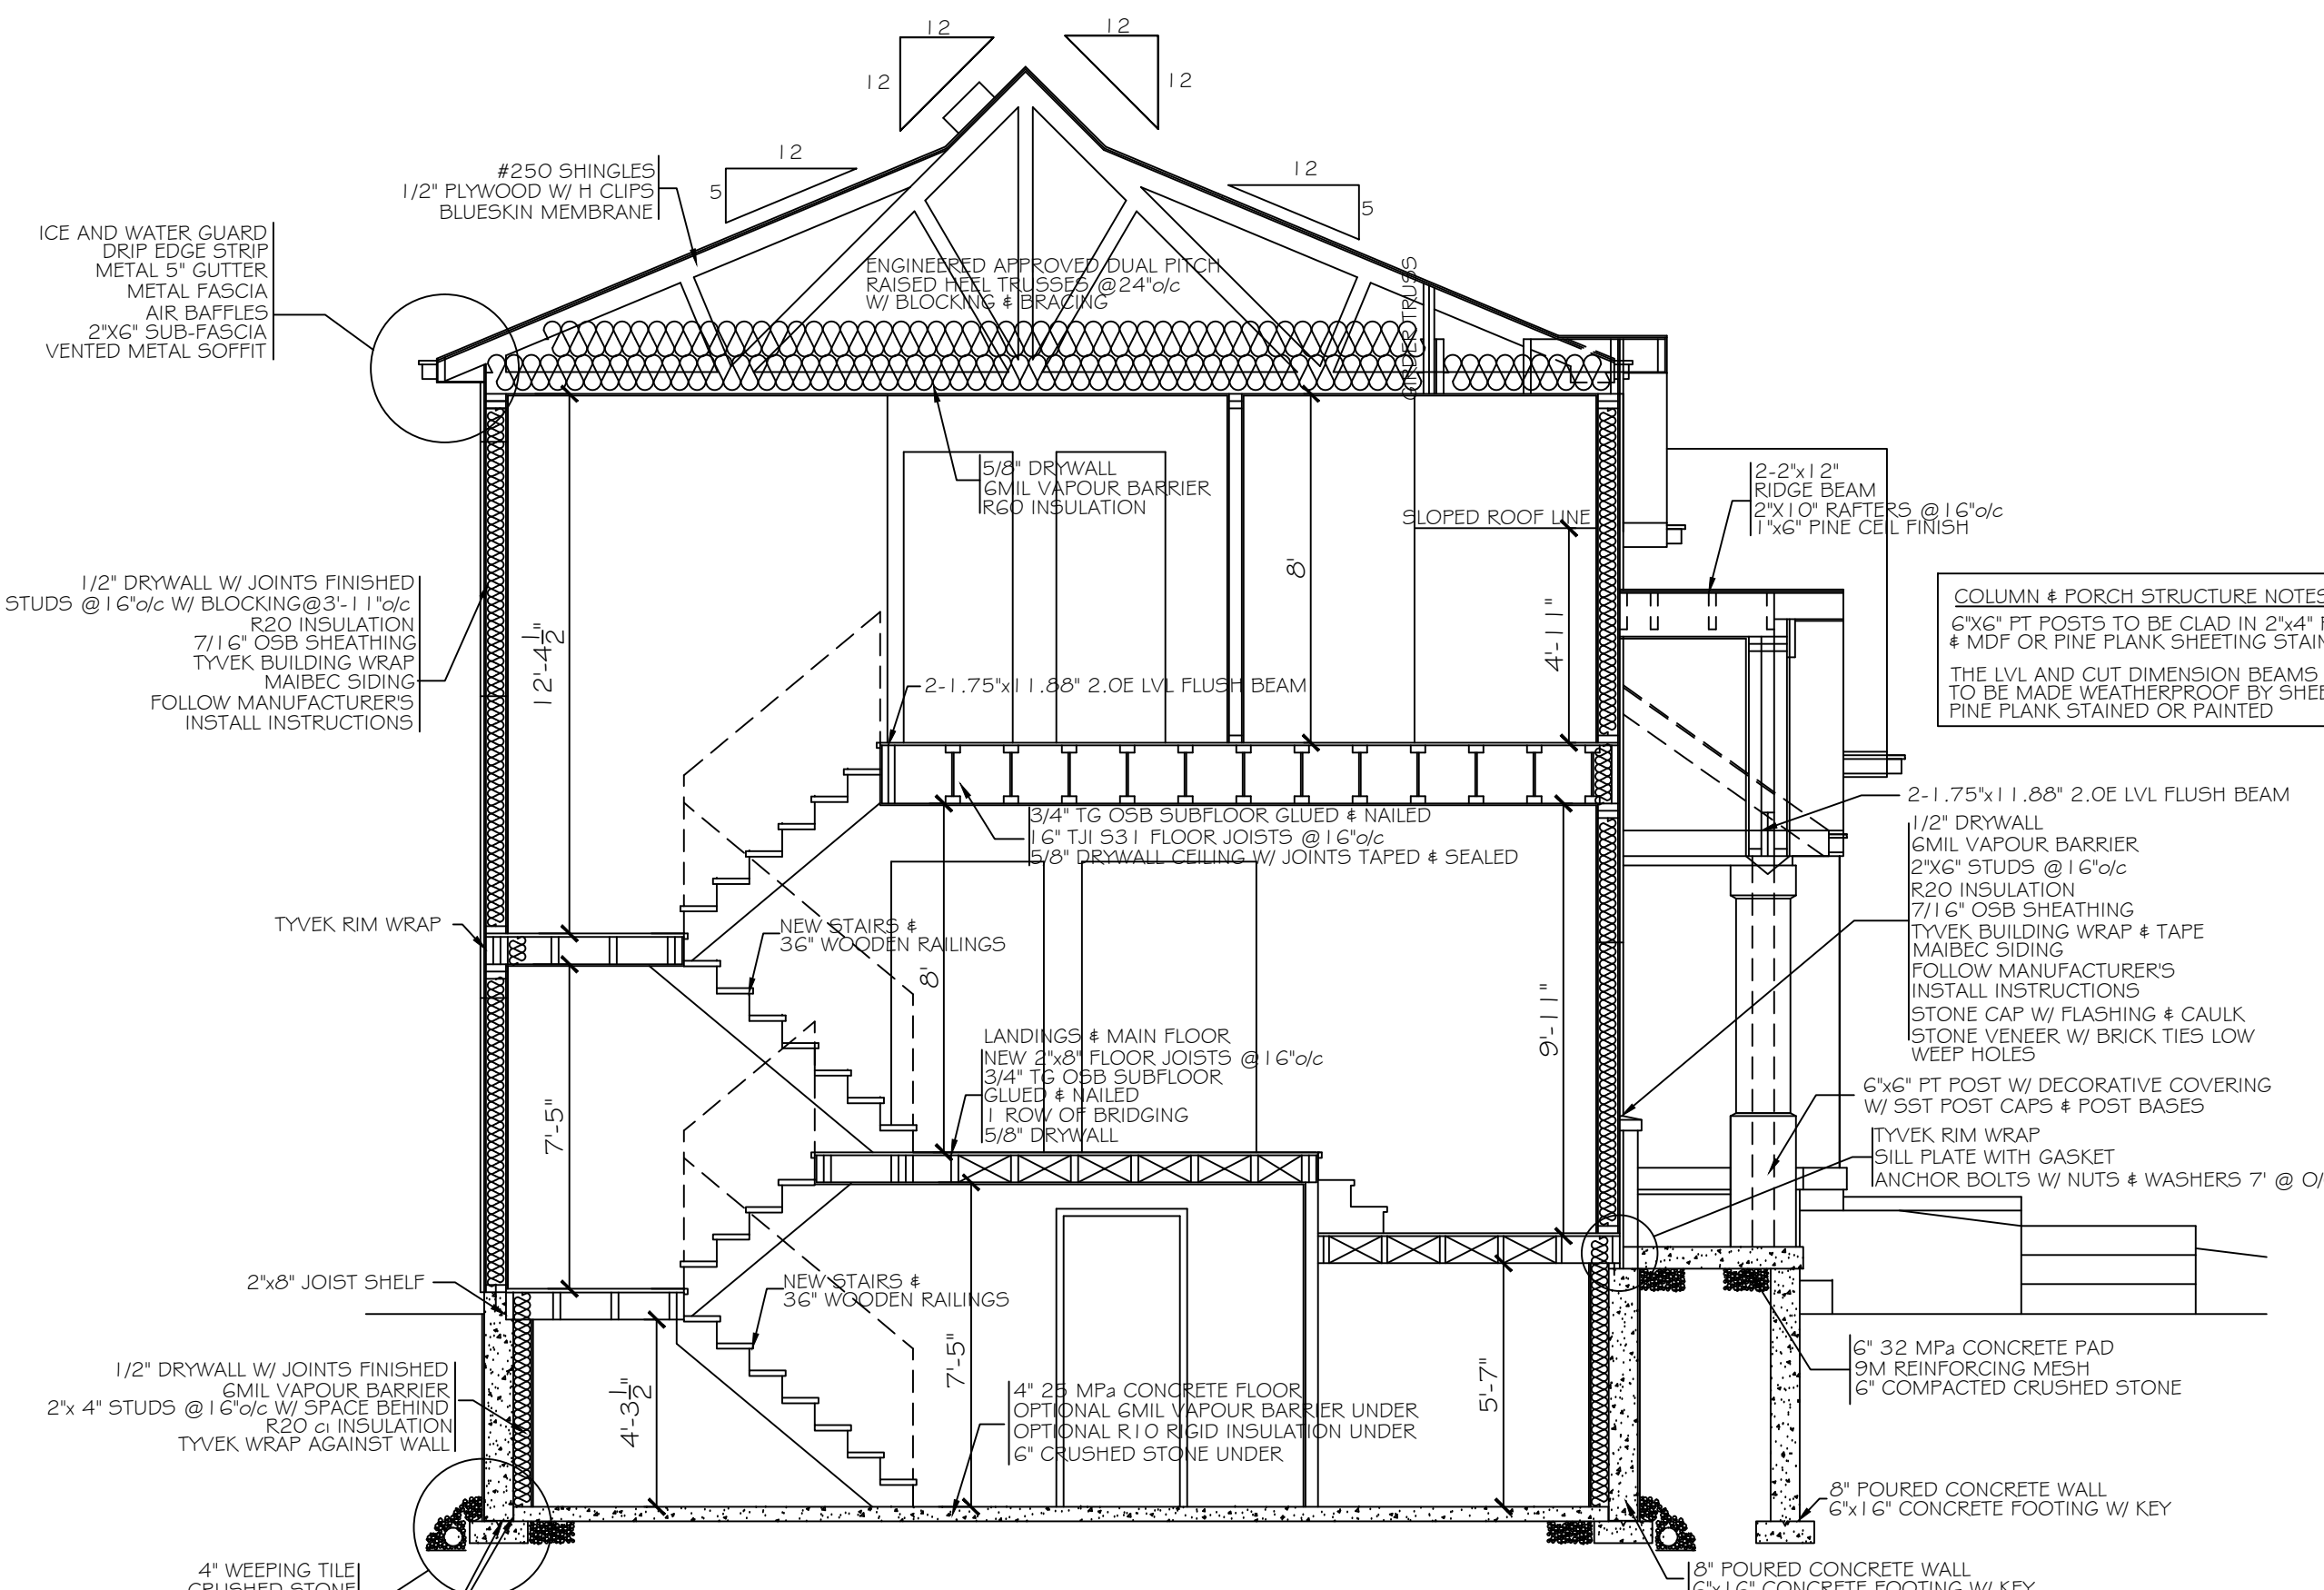 12
12
12
12
12
5
12
5
#250 SHINGLES
1/2" PLYWOOD W/ H CLIPS
BLUESKIN MEMBRANE
ICE AND WATER GUARD
DRIP EDGE STRIP
METAL 5" GUTTER
METAL FASCIA
AIR BAFFLES
2"X6" SUB-FASCIA
VENTED METAL SOFFIT
ENGINEERED APPROVED DUAL PITCH
RAISED HEEL TRUSSES @24"o/c
W/ BLOCKING & BRACING
GIRDER TRUSS
5/8" DRYWALL
6MIL VAPOUR BARRIER
R60 INSULATION
SLOPED ROOF LINE
2-2"x12"
RIDGE BEAM
2"X10" RAFTERS @16"o/c
1"x6" PINE CEIL FINISH
1/2" DRYWALL W/ JOINTS FINISHED
STUDS @16"o/c W/ BLOCKING@3'-11"o/c
R20 INSULATION
7/16" OSB SHEATHING
TYVEK BUILDING WRAP
MAIBEC SIDING
FOLLOW MANUFACTURER'S
INSTALL INSTRUCTIONS
12'-4 1/2"
8'
4'-11"
COLUMN & PORCH STRUCTURE NOTES
6"X6" PT POSTS TO BE CLAD IN 2"x4"
& MDF OR PINE PLANK SHEETING
THE LVL AND CUT DIMENSION BEAMS
TO BE MADE WEATHERPROOF BY
PINE PLANK STAINED OR PAINTED
2-1.75"x11.88" 2.0E LVL FLUSH BEAM
2-1.75"x11.88" 2.0E LVL FLUSH BEAM
3/4" TG OSB SUBFLOOR GLUED & NAILED
16" TJI S31 FLOOR JOISTS @16"o/c
5/8" DRYWALL CEILING W/ JOINTS TAPED & SEALED
1/2" DRYWALL
6MIL VAPOUR BARRIER
2"X6" STUDS @16"o/c
R20 INSULATION
7/16" OSB SHEATHING
TYVEK BUILDING WRAP & TAPE
MAIBEC SIDING
FOLLOW MANUFACTURER'S
INSTALL INSTRUCTIONS
STONE CAP W/ FLASHING & CAULK
STONE VENEER W/ BRICK TIES LOW
WEEP HOLES
TYVEK RIM WRAP
NEW STAIRS &
36" WOODEN RAILINGS
8'
9'-11"
7'-5"
LANDINGS & MAIN FLOOR
NEW 2"x8" FLOOR JOISTS @16"o/c
3/4" TG OSB SUBFLOOR
GLUED & NAILED
1 ROW OF BRIDGING
5/8" DRYWALL
6"x6" PT POST W/ DECORATIVE COVERING
W/ SST POST CAPS & POST BASES
TYVEK RIM WRAP
SILL PLATE WITH GASKET
ANCHOR BOLTS W/ NUTS & WASHERS 7' @ O/
2"x8" JOIST SHELF
NEW STAIRS &
36" WOODEN RAILINGS
1/2" DRYWALL W/ JOINTS FINISHED
6MIL VAPOUR BARRIER
2"x 4" STUDS @16"o/c W/ SPACE BEHIND
R20 ci INSULATION
TYVEK WRAP AGAINST WALL
4'-3 1/2"
7'-5"
5'-7"
4" 25 MPa CONCRETE FLOOR
OPTIONAL 6MIL VAPOUR BARRIER UNDER
OPTIONAL R10 RIGID INSULATION UNDER
6" CRUSHED STONE UNDER
6" 32 MPa CONCRETE PAD
9M REINFORCING MESH
6" COMPACTED CRUSHED STONE
8" POURED CONCRETE WALL
6"x16" CONCRETE FOOTING W/ KEY
4" WEEPING TILE
CRUSHED STONE
8" POURED CONCRETE WALL
6"x16" CONCRETE FOOTING W/ KEY